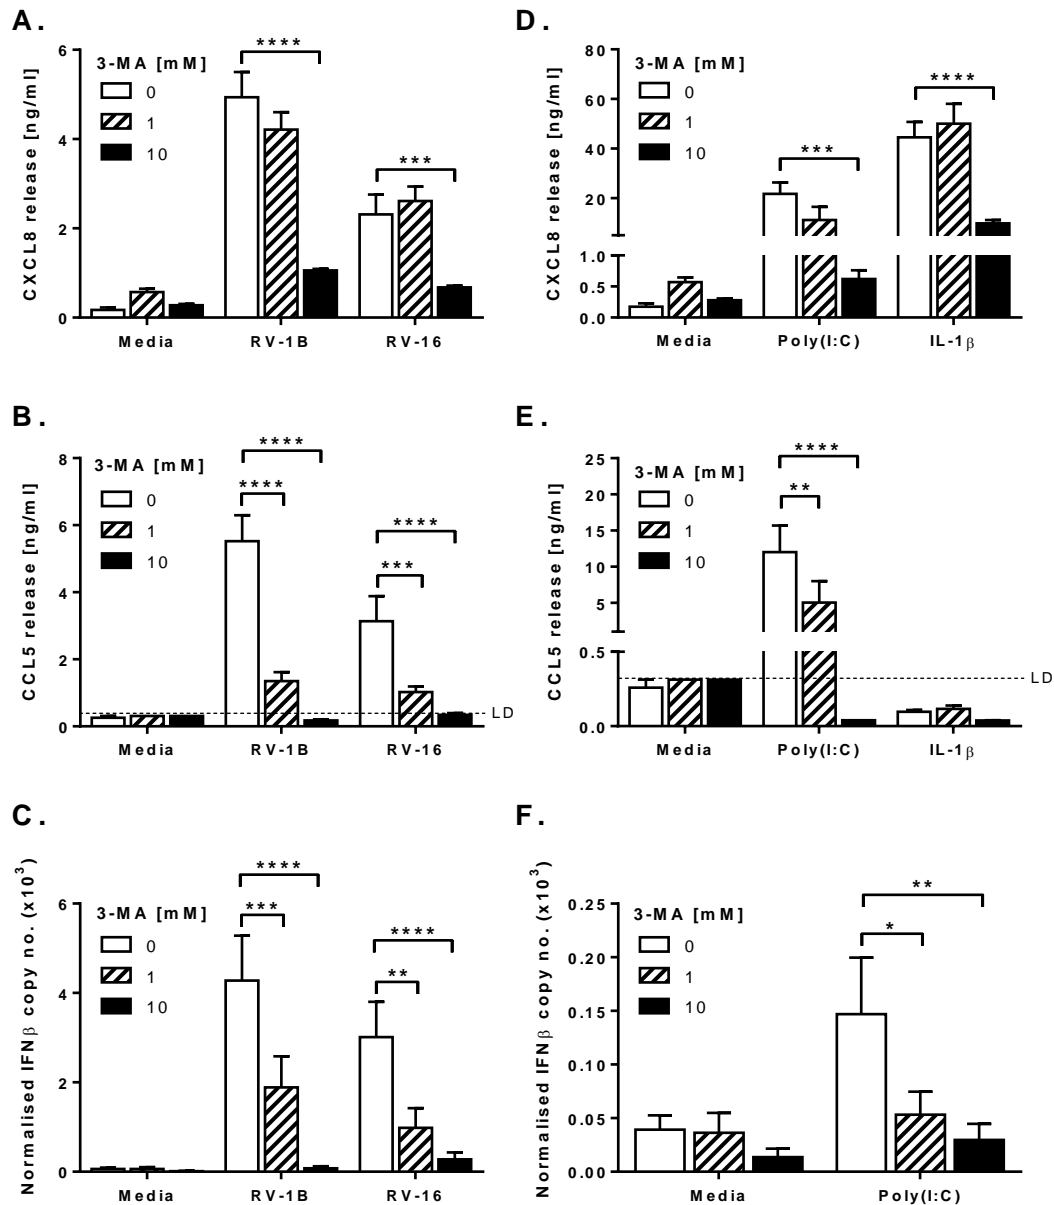 A.
CXCL8 release [ng/ml]
6
4
2
0
3-MA [mM]
0
1
10
****
***
Media
RV-1B
RV-16
D.
CXCL8 release [ng/ml]
80
60
40
20
1.0
0.5
0.0
3-MA [mM]
0
1
10
***
****
Media
Poly(I:C)
IL-1β
B.
CCL5 release [ng/ml]
8
6
4
2
0
3-MA [mM]
0
1
10
****
****
****
***
LD
Media
RV-1B
RV-16
E.
CCL5 release [ng/ml]
25
20
15
10
5
0.5
0.0
3-MA [mM]
0
1
10
****
**
LD
Media
Poly(I:C)
IL-1β
C.
Normalised IFNβ copy no. (x10³)
6
4
2
0
3-MA [mM]
0
1
10
****
***
****
**
Media
RV-1B
RV-16
F.
Normalised IFNβ copy no. (x10³)
0.25
0.20
0.15
0.10
0.05
0.00
3-MA [mM]
0
1
10
**
*
Media
Poly(I:C)